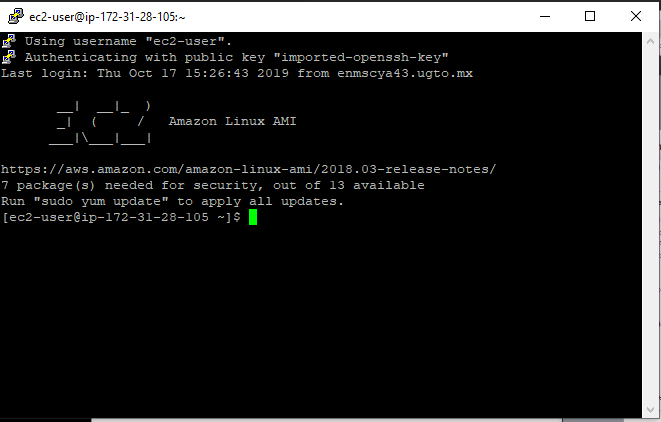 ec2-user@ip-172-31-28-105:~
Using username "ec2-user".
Authenticating with public key "imported-openssh-key"
Last login: Thu Oct 17 15:26:43 2019 from enmscya43.ugto.mx
       __|  __|_  )
       _|  (     /   Amazon Linux AMI
      ___|\___|___|
https://aws.amazon.com/amazon-linux-ami/2018.03-release-notes/
7 package(s) needed for security, out of 13 available
Run "sudo yum update" to apply all updates.
[ec2-user@ip-172-31-28-105 ~]$